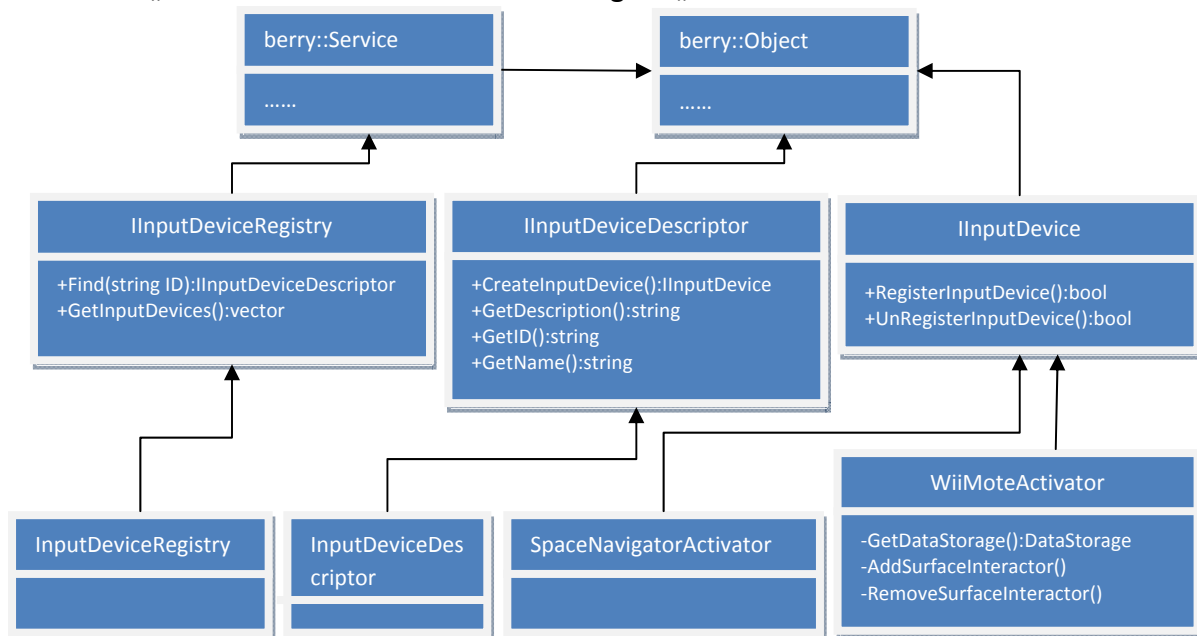 berry::Service
……
berry::Object
……
IInputDeviceRegistry
+Find(string ID):IInputDeviceDescriptor
+GetInputDevices():vector
IInputDeviceDescriptor
+CreateInputDevice():IInputDevice
+GetDescription():string
+GetID():string
+GetName():string
IInputDevice
+RegisterInputDevice():bool
+UnRegisterInputDevice():bool
InputDeviceRegistry
InputDeviceDes
criptor
SpaceNavigatorActivator
WiiMoteActivator
-GetDataStorage():DataStorage
-AddSurfaceInteractor()
-RemoveSurfaceInteractor()